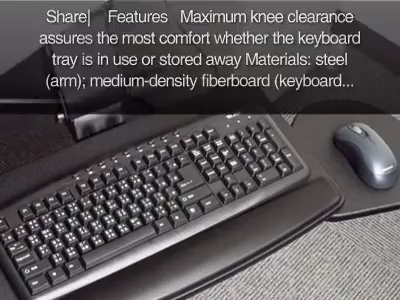 Share|    Features   Maximum knee clearance
assures the most comfort whether the keyboard
tray is in use or stored away Materials: steel
(arm); medium-density fiberboard (keyboard...